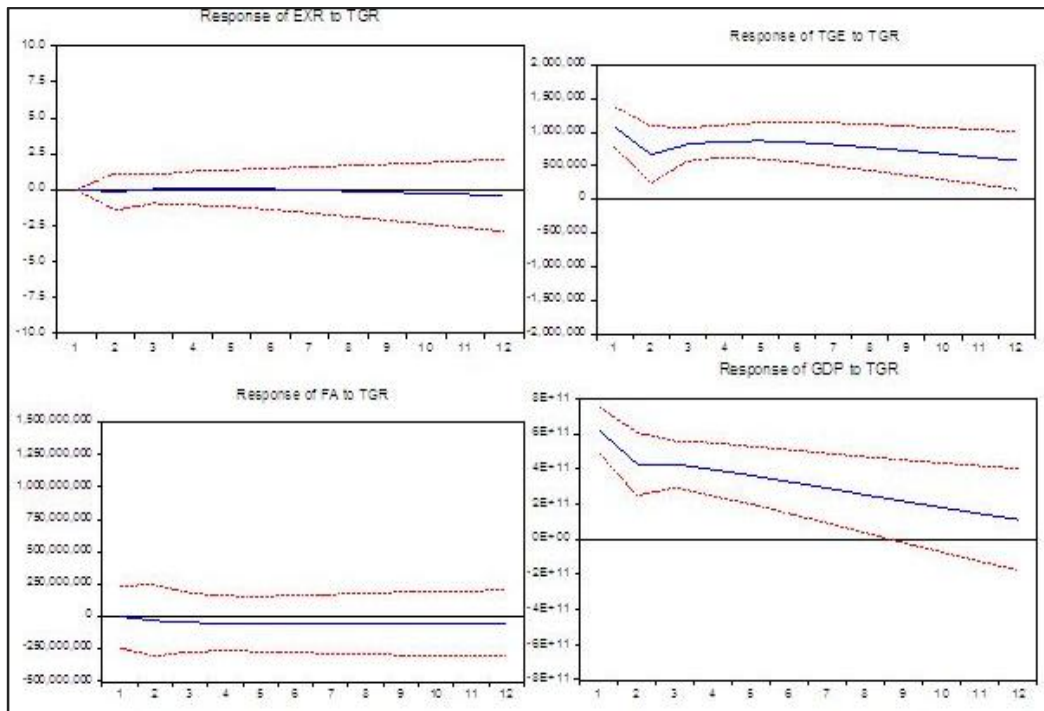 Response of EXR to TGR
10.0
7.5
5.0
2.5
0.0
-2.5
-5.0
-7.5
-10.0
1 2 3 4 5 6 7 8 9 10 11 12
Response of TGE to TGR
2,000,000
1,500,000
1,000,000
500,000
0
-500,000
-1,000,000
-1,500,000
-2,000,000
1 2 3 4 5 6 7 8 9 10 11 12
Response of FA to TGR
1,500,000,000
1,250,000,000
1,000,000,000
750,000,000
500,000,000
250,000,000
0
-250,000,000
-500,000,000
1 2 3 4 5 6 7 8 9 10 11 12
Response of GDP to TGR
8E+11
6E+11
4E+11
2E+11
0E+00
-2E+11
-4E+11
-6E+11
-8E+11
1 2 3 4 5 6 7 8 9 10 11 12